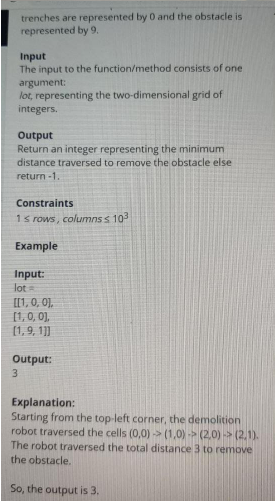 trenches are represented by 0 and the obstacle is
represented by 9.
Input
The input to the function/method consists of one
argument:
lot, representing the two-dimensional grid of
integers.
Output
Return an integer representing the minimum
distance traversed to remove the obstacle else
return -1.
Constraints
1 ≤ rows, columns ≤ 10³
Example
Input:
lot =
[[1, 0, 0],
[1, 0, 0],
[1, 9, 1]]
Output:
3
Explanation:
Starting from the top-left corner, the demolition
robot traversed the cells (0,0) -> (1,0) -> (2,0) -> (2,1).
The robot traversed the total distance 3 to remove
the obstacle.
So, the output is 3.